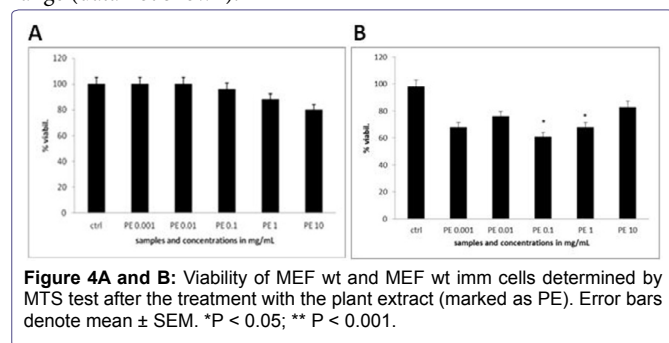 A
B
120
100
80
60
40
20
0
% viabil.
ctrl PE 0.001 PE 0.01 PE 0.1 PE 1 PE 10
samples and concentrations in mg/mL
120
100
80
60
40
20
0
% viabil.
* *
ctrl PE 0.001 PE 0.01 PE 0.1 PE 1 PE 10
samples and concentrations in mg/mL
Figure 4A and B: Viability of MEF wt and MEF wt imm cells determined by
MTS test after the treatment with the plant extract (marked as PE). Error bars
denote mean ± SEM. *P < 0.05; ** P < 0.001.